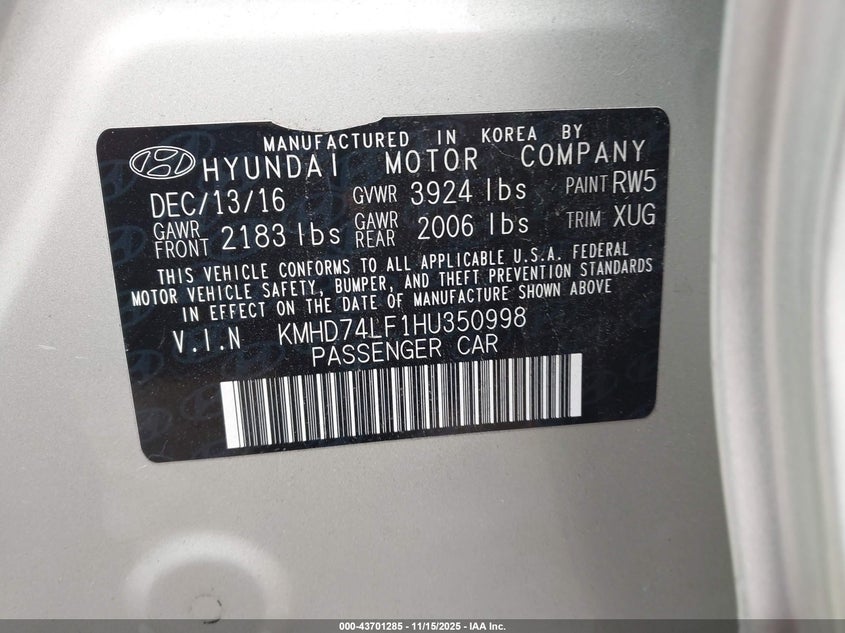 MANUFACTURED IN KOREA BY
HYUNDAI MOTOR COMPANY
DEC/13/16 GVWR 3924 lbs PAINT RW5
GAWR FRONT 2183 lbs GAWR REAR 2006 lbs TRIM XUG
THIS VEHICLE CONFORMS TO ALL APPLICABLE U.S.A. FEDERAL
MOTOR VEHICLE SAFETY, BUMPER, AND THEFT PREVENTION STANDARDS
IN EFFECT ON THE DATE OF MANUFACTURE SHOWN ABOVE
V.I.N KMHD74LF1HU350998
PASSENGER CAR
000-43701285 - 11/15/2025 - IAA Inc.